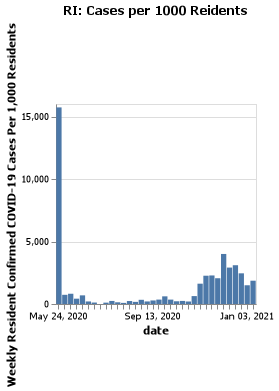 RI: Cases per 1000 Reidents
Weekly Resident Confirmed COVID-19 Cases Per 1,000 Residents
15,000
10,000
5,000
0
May 24, 2020
Sep 13, 2020
Jan 03, 2021
date